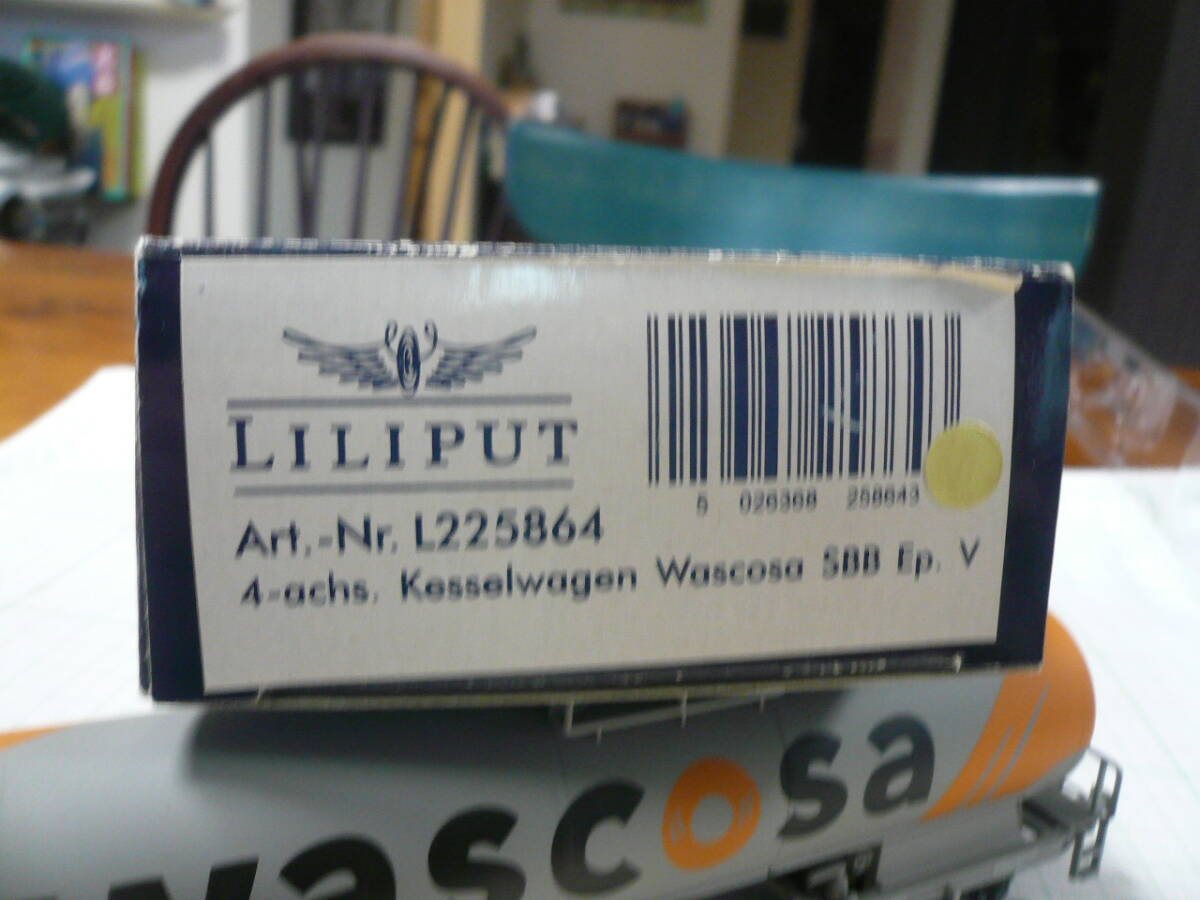 LILIPUT
Art.-Nr. L225864
4-achs. Kesselwagen Wascosa SBB Ep. V
5 026368 258643
wascosa